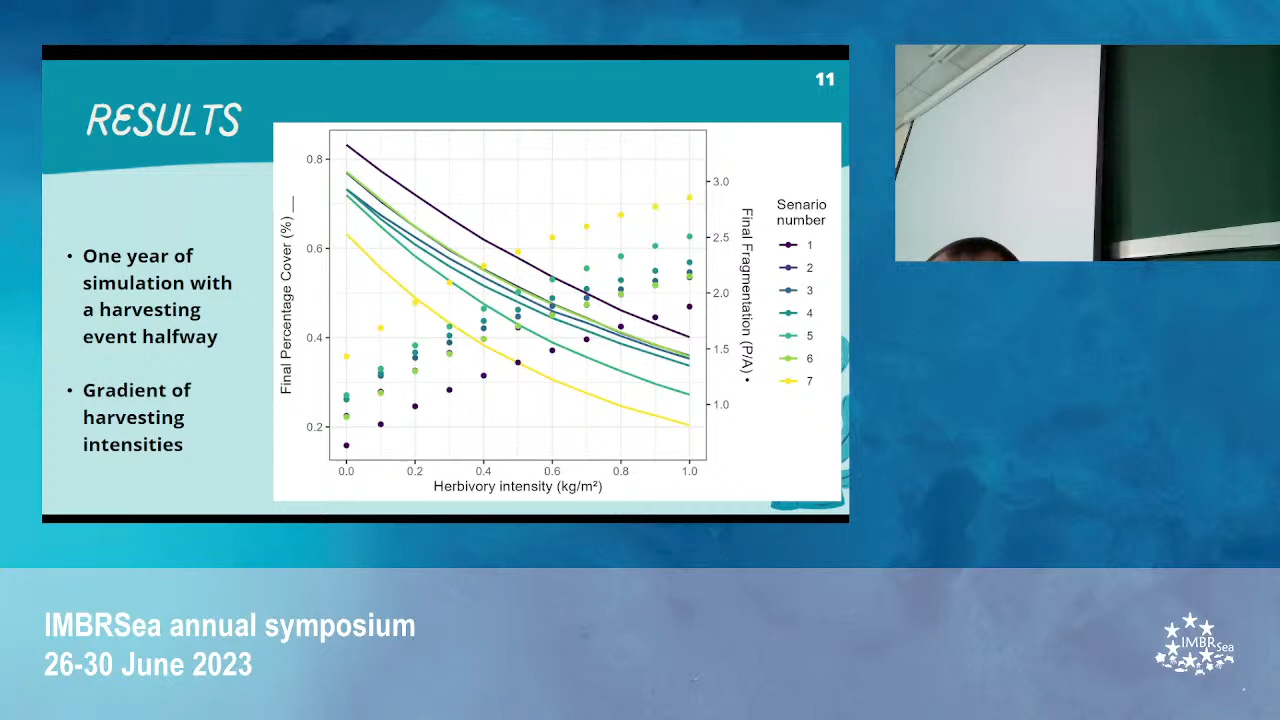 11
RESULTS
• One year of
simulation with
a harvesting
event halfway
• Gradient of
harvesting
intensities
Final Percentage Cover (%) __
0.8
0.6
0.4
0.2
0.0 0.2 0.4 0.6 0.8 1.0
Herbivory intensity (kg/m²)
3.0
2.5
2.0
1.5
1.0
Final Fragmentation (P/A) •
Senario
number
1
2
3
4
5
6
7
IMBRSea annual symposium
26-30 June 2023
IMBRSea